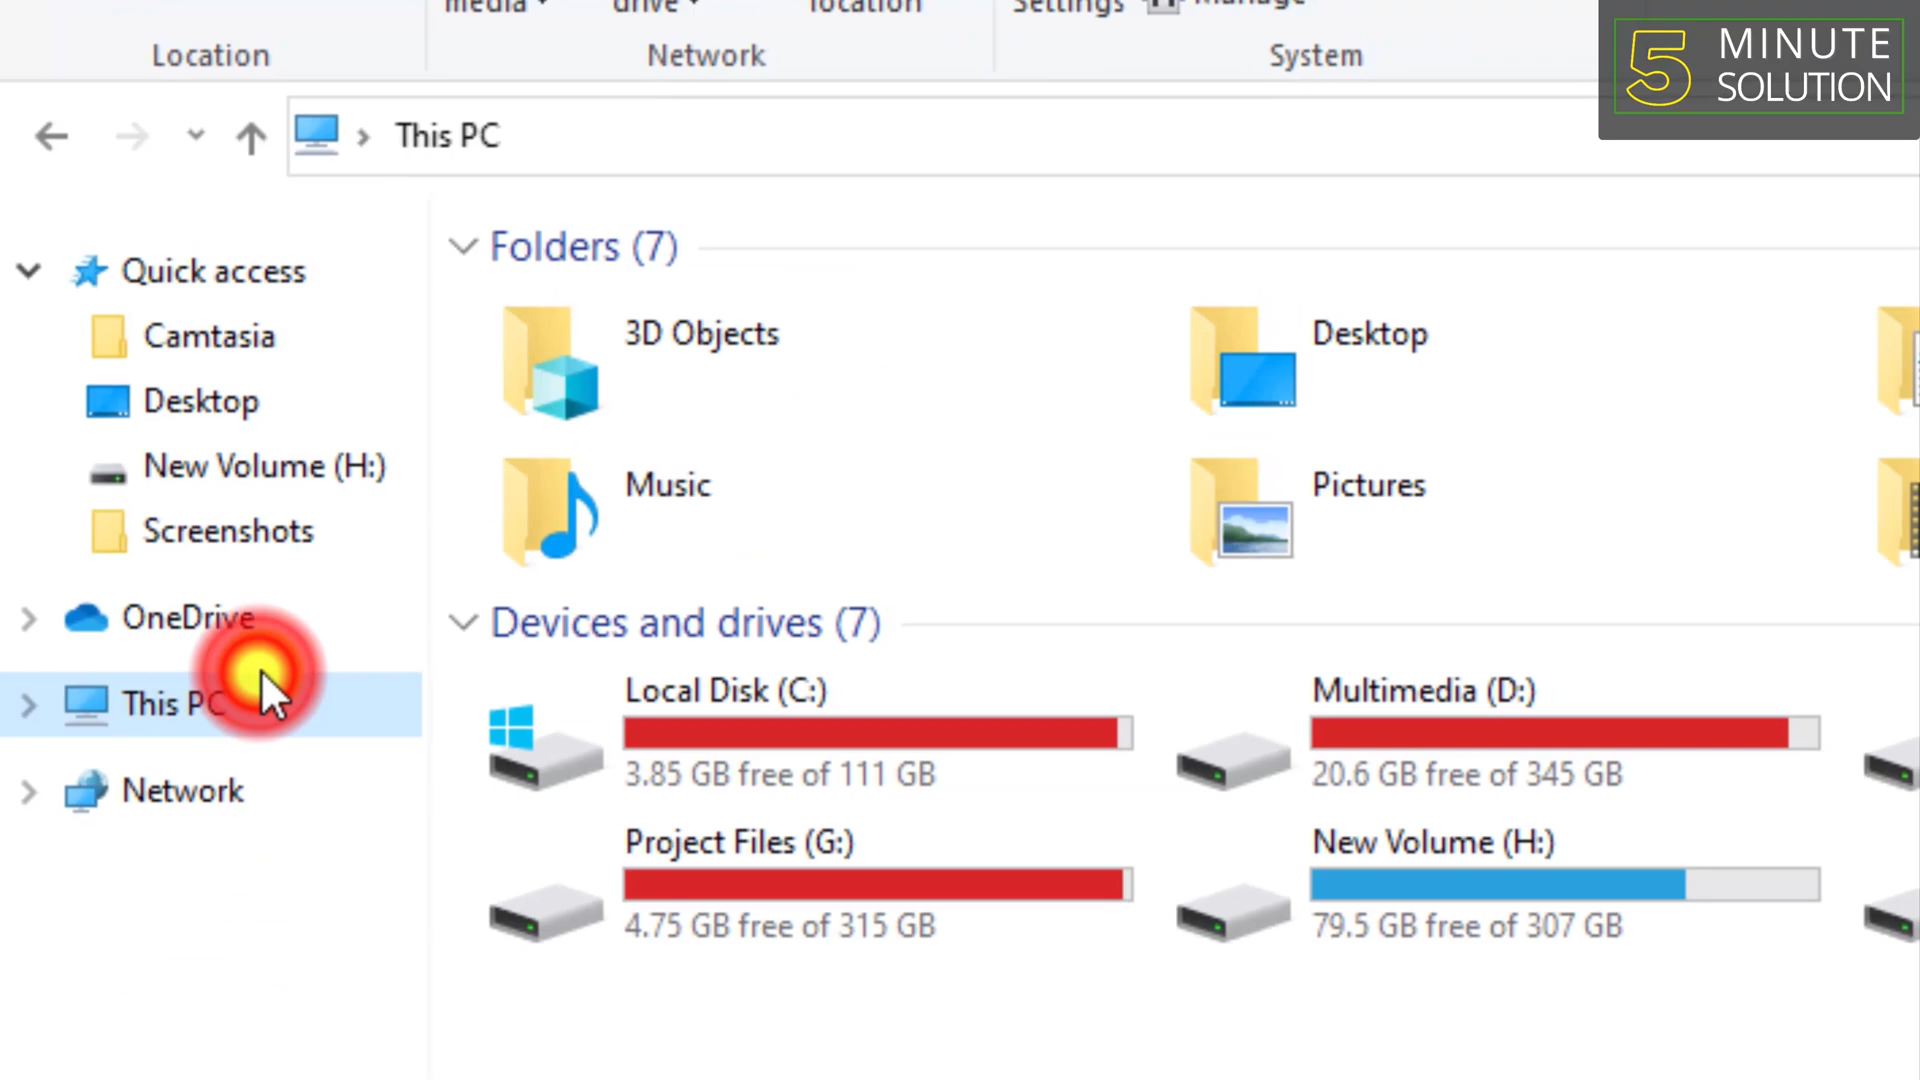 media
drive
location
Settings
Manage
Location
Network
System
5 MINUTE
SOLUTION
This PC
Quick access
Camtasia
Desktop
New Volume (H:)
Screenshots
OneDrive
This PC
Network
Folders (7)
3D Objects
Desktop
Music
Pictures
Devices and drives (7)
Local Disk (C:)
3.85 GB free of 111 GB
Multimedia (D:)
20.6 GB free of 345 GB
Project Files (G:)
4.75 GB free of 315 GB
New Volume (H:)
79.5 GB free of 307 GB